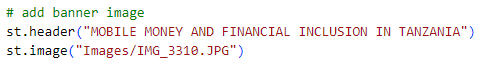 # add banner image
st.header("MOBILE MONEY AND FINANCIAL INCLUSION IN TANZANIA")
st.image("Images/IMG_3310.JPG")